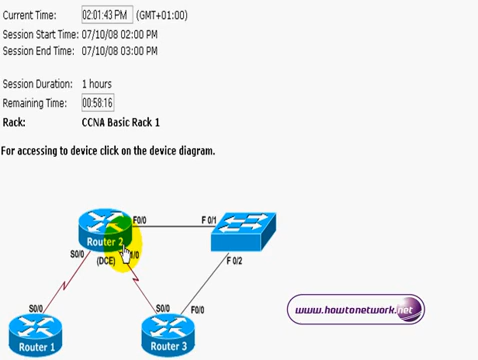 Current Time: 02:01:43 PM (GMT+01:00)
Session Start Time: 07/10/08 02:00 PM
Session End Time: 07/10/08 03:00 PM
Session Duration: 1 hours
Remaining Time: 00:58:16
Rack: CCNA Basic Rack 1
For accessing to device click on the device diagram.
F0/0 F 0/1
Router 2
S0/0 (DCE) F 0/2
S0/0 S0/0 F0/0
www.howtonetwork.net
Router 1 Router 3